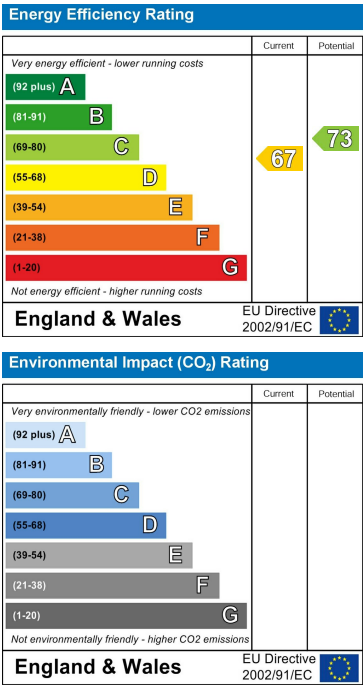 Energy Efficiency Rating
Current Potential
Very energy efficient - lower running costs
(92 plus) A
(81-91) B
(69-80) C
(55-68) D
(39-54) E
(21-38) F
(1-20) G
67
73
Not energy efficient - higher running costs
England & Wales
EU Directive
2002/91/EC
Environmental Impact (CO₂) Rating
Current Potential
Very environmentally friendly - lower CO2 emissions
(92 plus) A
(81-91) B
(69-80) C
(55-68) D
(39-54) E
(21-38) F
(1-20) G
Not environmentally friendly - higher CO2 emissions
England & Wales
EU Directive
2002/91/EC